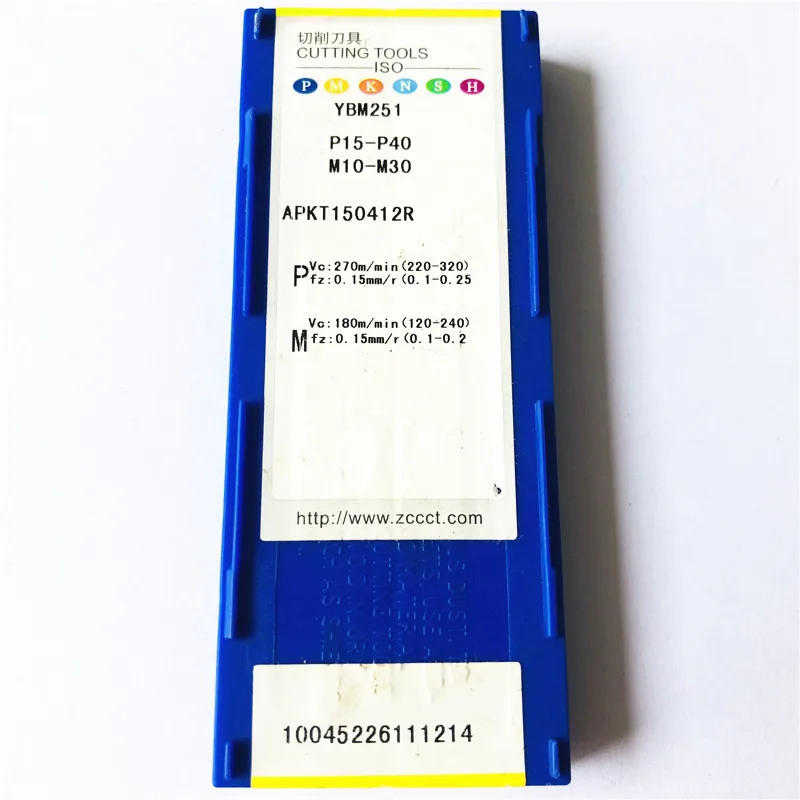 切削刀具
CUTTING TOOLS
ISO
P M K N S H
YBM251
P15-P40
M10-M30
APKT150412R
P
Vc:270m/min(220-320)
fz:0.15mm/r(0.1-0.25
M
Vc:180m/min(120-240)
fz:0.15mm/r(0.1-0.2
http://www.zccct.com
10045226111214